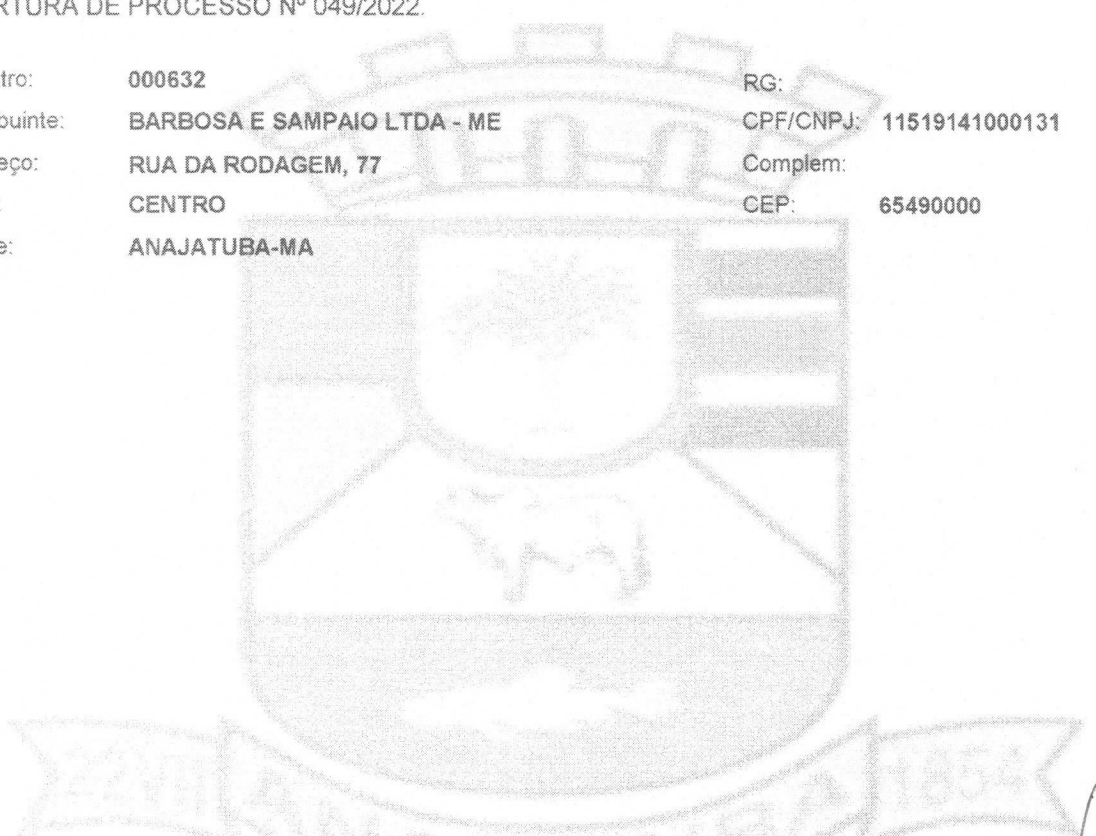 RTURA DE PROCESSO Nº 049/2022.
tro: 000632 RG:
buinte: BARBOSA E SAMPAIO LTDA - ME CPF/CNPJ: 11519141000131
eço: RUA DA RODAGEM, 77 Complem:
CENTRO CEP: 65490000
e: ANAJATUBA-MA
1854